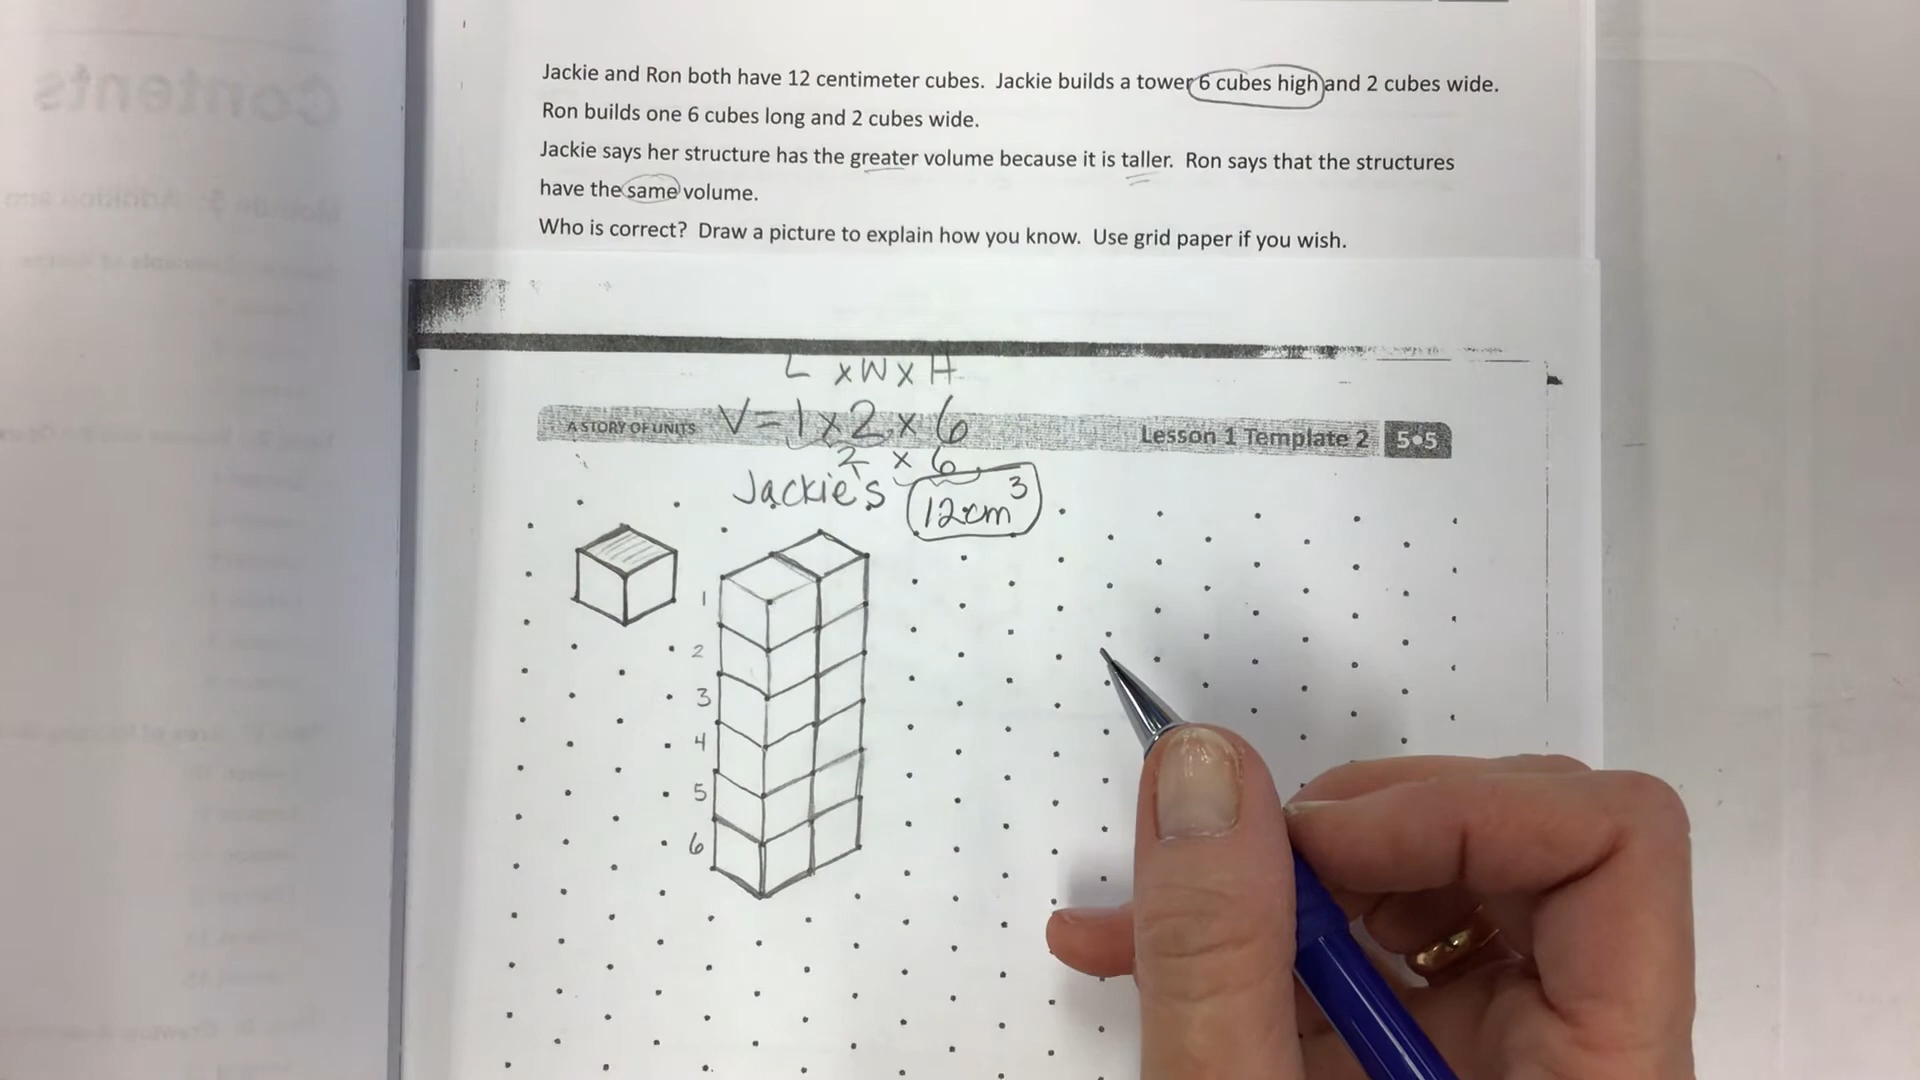 Jackie and Ron both have 12 centimeter cubes. Jackie builds a tower 6 cubes high and 2 cubes wide.
Ron builds one 6 cubes long and 2 cubes wide.
Jackie says her structure has the greater volume because it is taller. Ron says that the structures
have the same volume.
Who is correct? Draw a picture to explain how you know. Use grid paper if you wish.
L x W x H
A STORY OF UNITS V = 1 x 2 x 6 Lesson 1 Template 2 5•5
2 x 6
Jackie's 12cm³
1
2
3
4
5
6
Contents